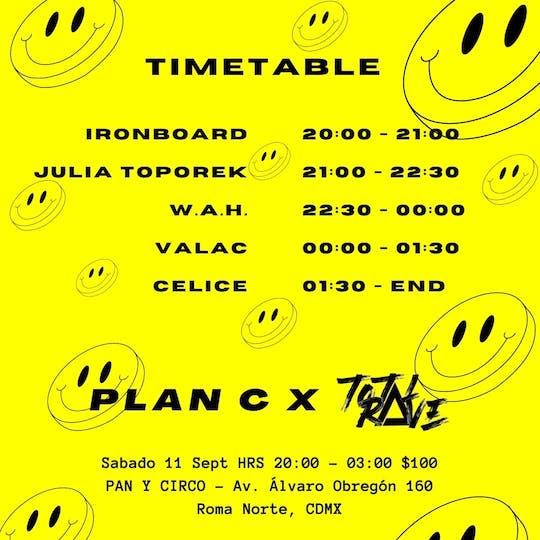 TIMETABLE
IRONBOARD 20:00 - 21:00
JULIA TOPOREK 21:00 - 22:30
W.A.H. 22:30 - 00:00
VALAC 00:00 - 01:30
CELICE 01:30 - END
PLAN C X TOTAL RAVE
Sabado 11 Sept HRS 20:00 - 03:00 $100
PAN Y CIRCO - Av. Álvaro Obregón 160
Roma Norte, CDMX